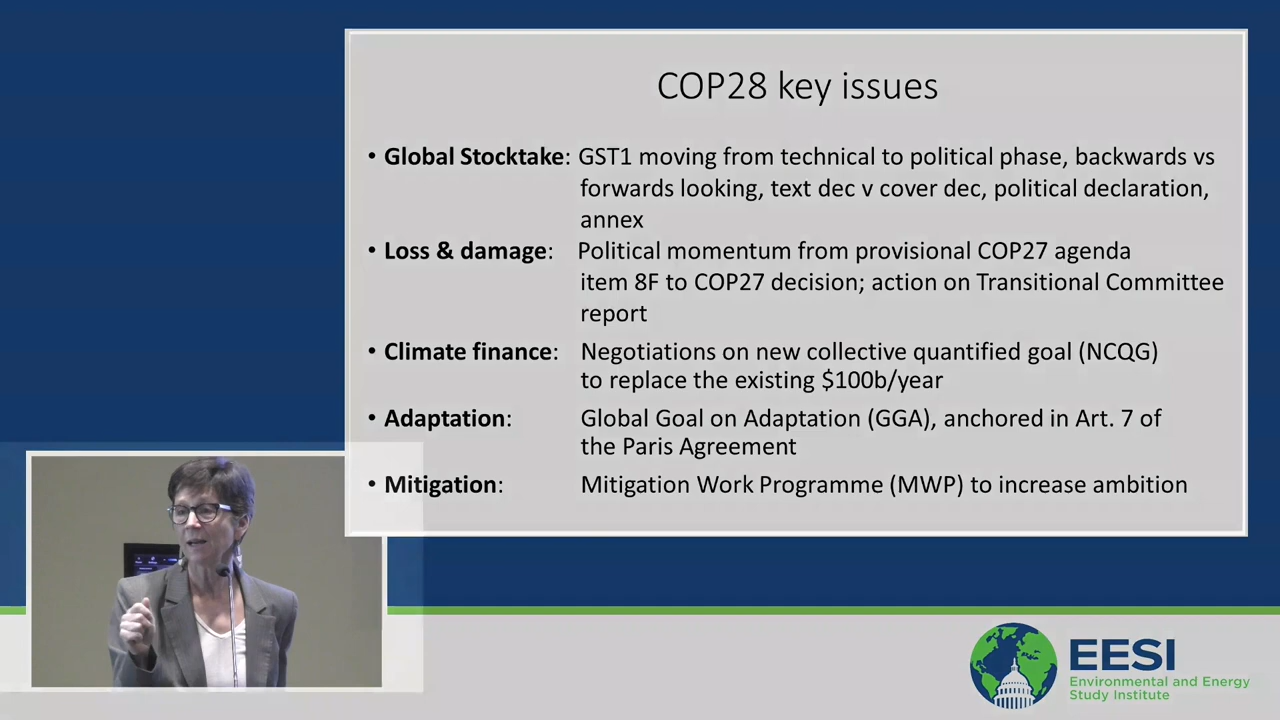 COP28 key issues
• Global Stocktake: GST1 moving from technical to political phase, backwards vs
forwards looking, text dec v cover dec, political declaration,
annex
• Loss & damage: Political momentum from provisional COP27 agenda
item 8F to COP27 decision; action on Transitional Committee
report
• Climate finance: Negotiations on new collective quantified goal (NCQG)
to replace the existing $100b/year
• Adaptation: Global Goal on Adaptation (GGA), anchored in Art. 7 of
the Paris Agreement
• Mitigation: Mitigation Work Programme (MWP) to increase ambition
EESI
Environmental and Energy
Study Institute